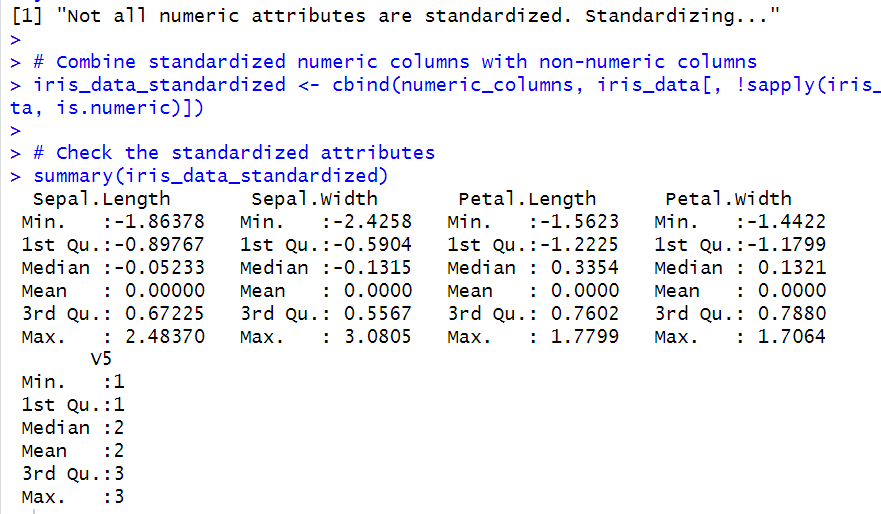 [1] "Not all numeric attributes are standardized. Standardizing..."
>
> # Combine standardized numeric columns with non-numeric columns
> iris_data_standardized <- cbind(numeric_columns, iris_data[, !sapply(iris_
ta, is.numeric)])
>
> # Check the standardized attributes
> summary(iris_data_standardized)
  Sepal.Length       Sepal.Width       Petal.Length      Petal.Width
 Min.   :-1.86378   Min.   :-2.4258   Min.   :-1.5623   Min.   :-1.4422
 1st Qu.:-0.89767   1st Qu.:-0.5904   1st Qu.:-1.2225   1st Qu.:-1.1799
 Median :-0.05233   Median :-0.1315   Median : 0.3354   Median : 0.1321
 Mean   : 0.00000   Mean   : 0.0000   Mean   : 0.0000   Mean   : 0.0000
 3rd Qu.: 0.67225   3rd Qu.: 0.5567   3rd Qu.: 0.7602   3rd Qu.: 0.7880
 Max.   : 2.48370   Max.   : 3.0805   Max.   : 1.7799   Max.   : 1.7064
       V5
 Min.   :1
 1st Qu.:1
 Median :2
 Mean   :2
 3rd Qu.:3
 Max.   :3